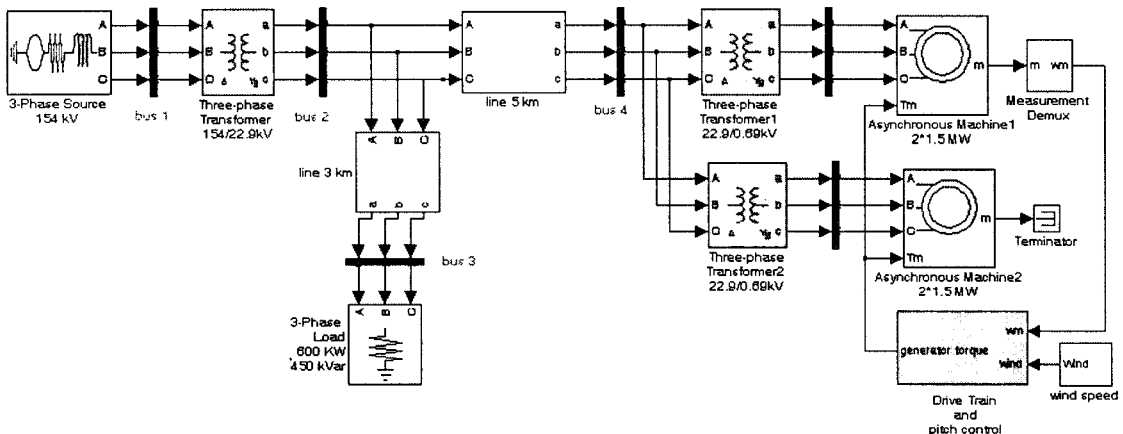 A
B
C
3-Phase Source
154 kV
bus 1
A
B
C
a
b
c
Δ
Yg
Three-phase
Transformer
154/22.9kV
bus 2
A
B
C
a
b
c
line 5 km
bus 4
A
B
C
a
b
c
Δ
Yg
Three-phase
Transformer1
22.9/0.69kV
A
B
C
Tm
m
Asynchronous Machine1
2*1.5 MW
m
wm
Measurement
Demux
A
B
C
a
b
c
line 3 km
bus 3
A
B
C
3-Phase
Load
600 KW
450 kVar
A
B
C
a
b
c
Δ
Yg
Three-phase
Transformer2
22.9/0.69kV
A
B
C
Tm
m
Asynchronous Machine2
2*1.5 MW
Terminator
generator torque
wm
wind
Drive Train
and
pitch control
Wind
wind speed